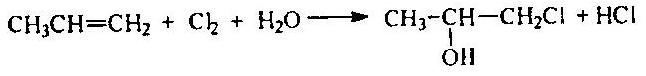 CH₃CH=CH₂ + Cl₂ + H₂O ⟶ CH₃-CH-CH₂Cl + HCl
OH